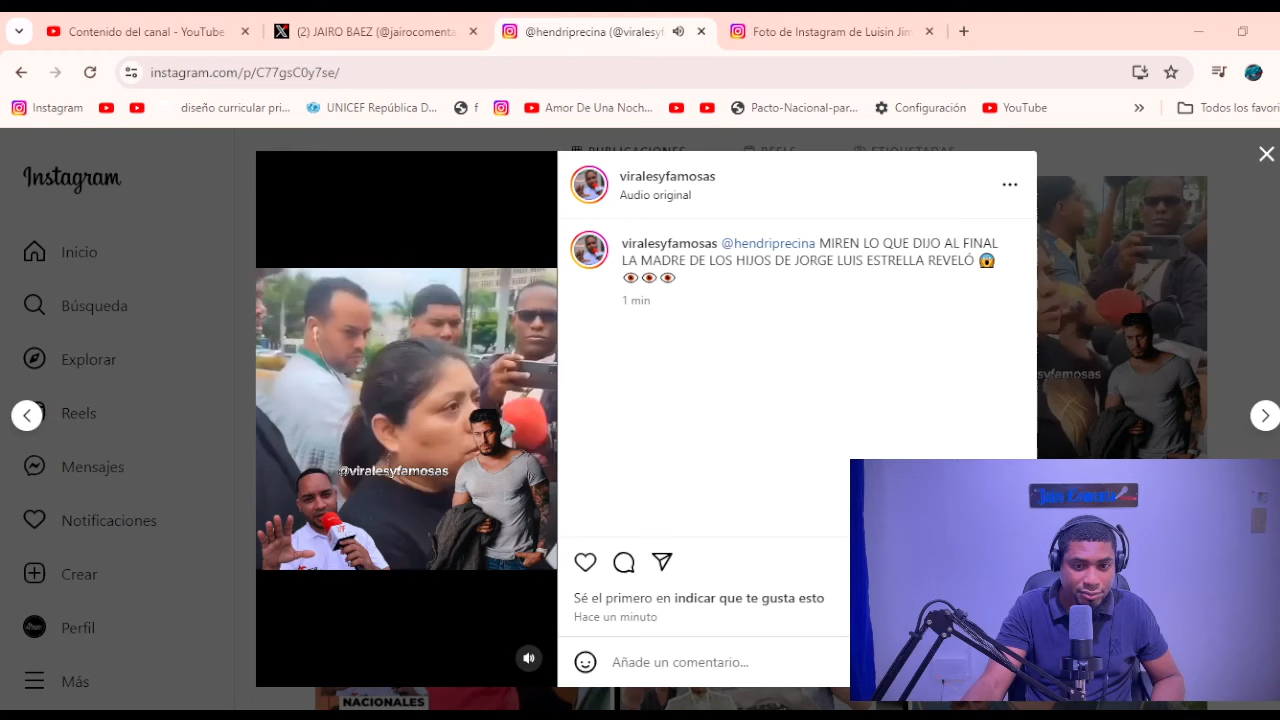 Contenido del canal - YouTube
(2) JAIRO BAEZ (@jairocomenta
@hendriprecina (@viralesyf
Foto de Instagram de Luisin Jim
instagram.com/p/C77gsC0y7se/
Instagram
diseño curricular pri...
UNICEF República D...
f
Amor De Una Noch...
Pacto-Nacional-par...
Configuración
YouTube
Todos los favori
PUBLICACIONES
REELS
ETIQUETADAS
Instagram
viralesyfamosas
Audio original
viralesyfamosas @hendriprecina MIREN LO QUE DIJO AL FINAL
LA MADRE DE LOS HIJOS DE JORGE LUIS ESTRELLA REVELÓ 😱
👁👁👁
1 min
Inicio
Búsqueda
Explorar
Reels
Mensajes
Notificaciones
Crear
Perfil
Más
@viralesyfamosas
yfamosas
Sé el primero en indicar que te gusta esto
Hace un minuto
Añade un comentario...
NACIONALES